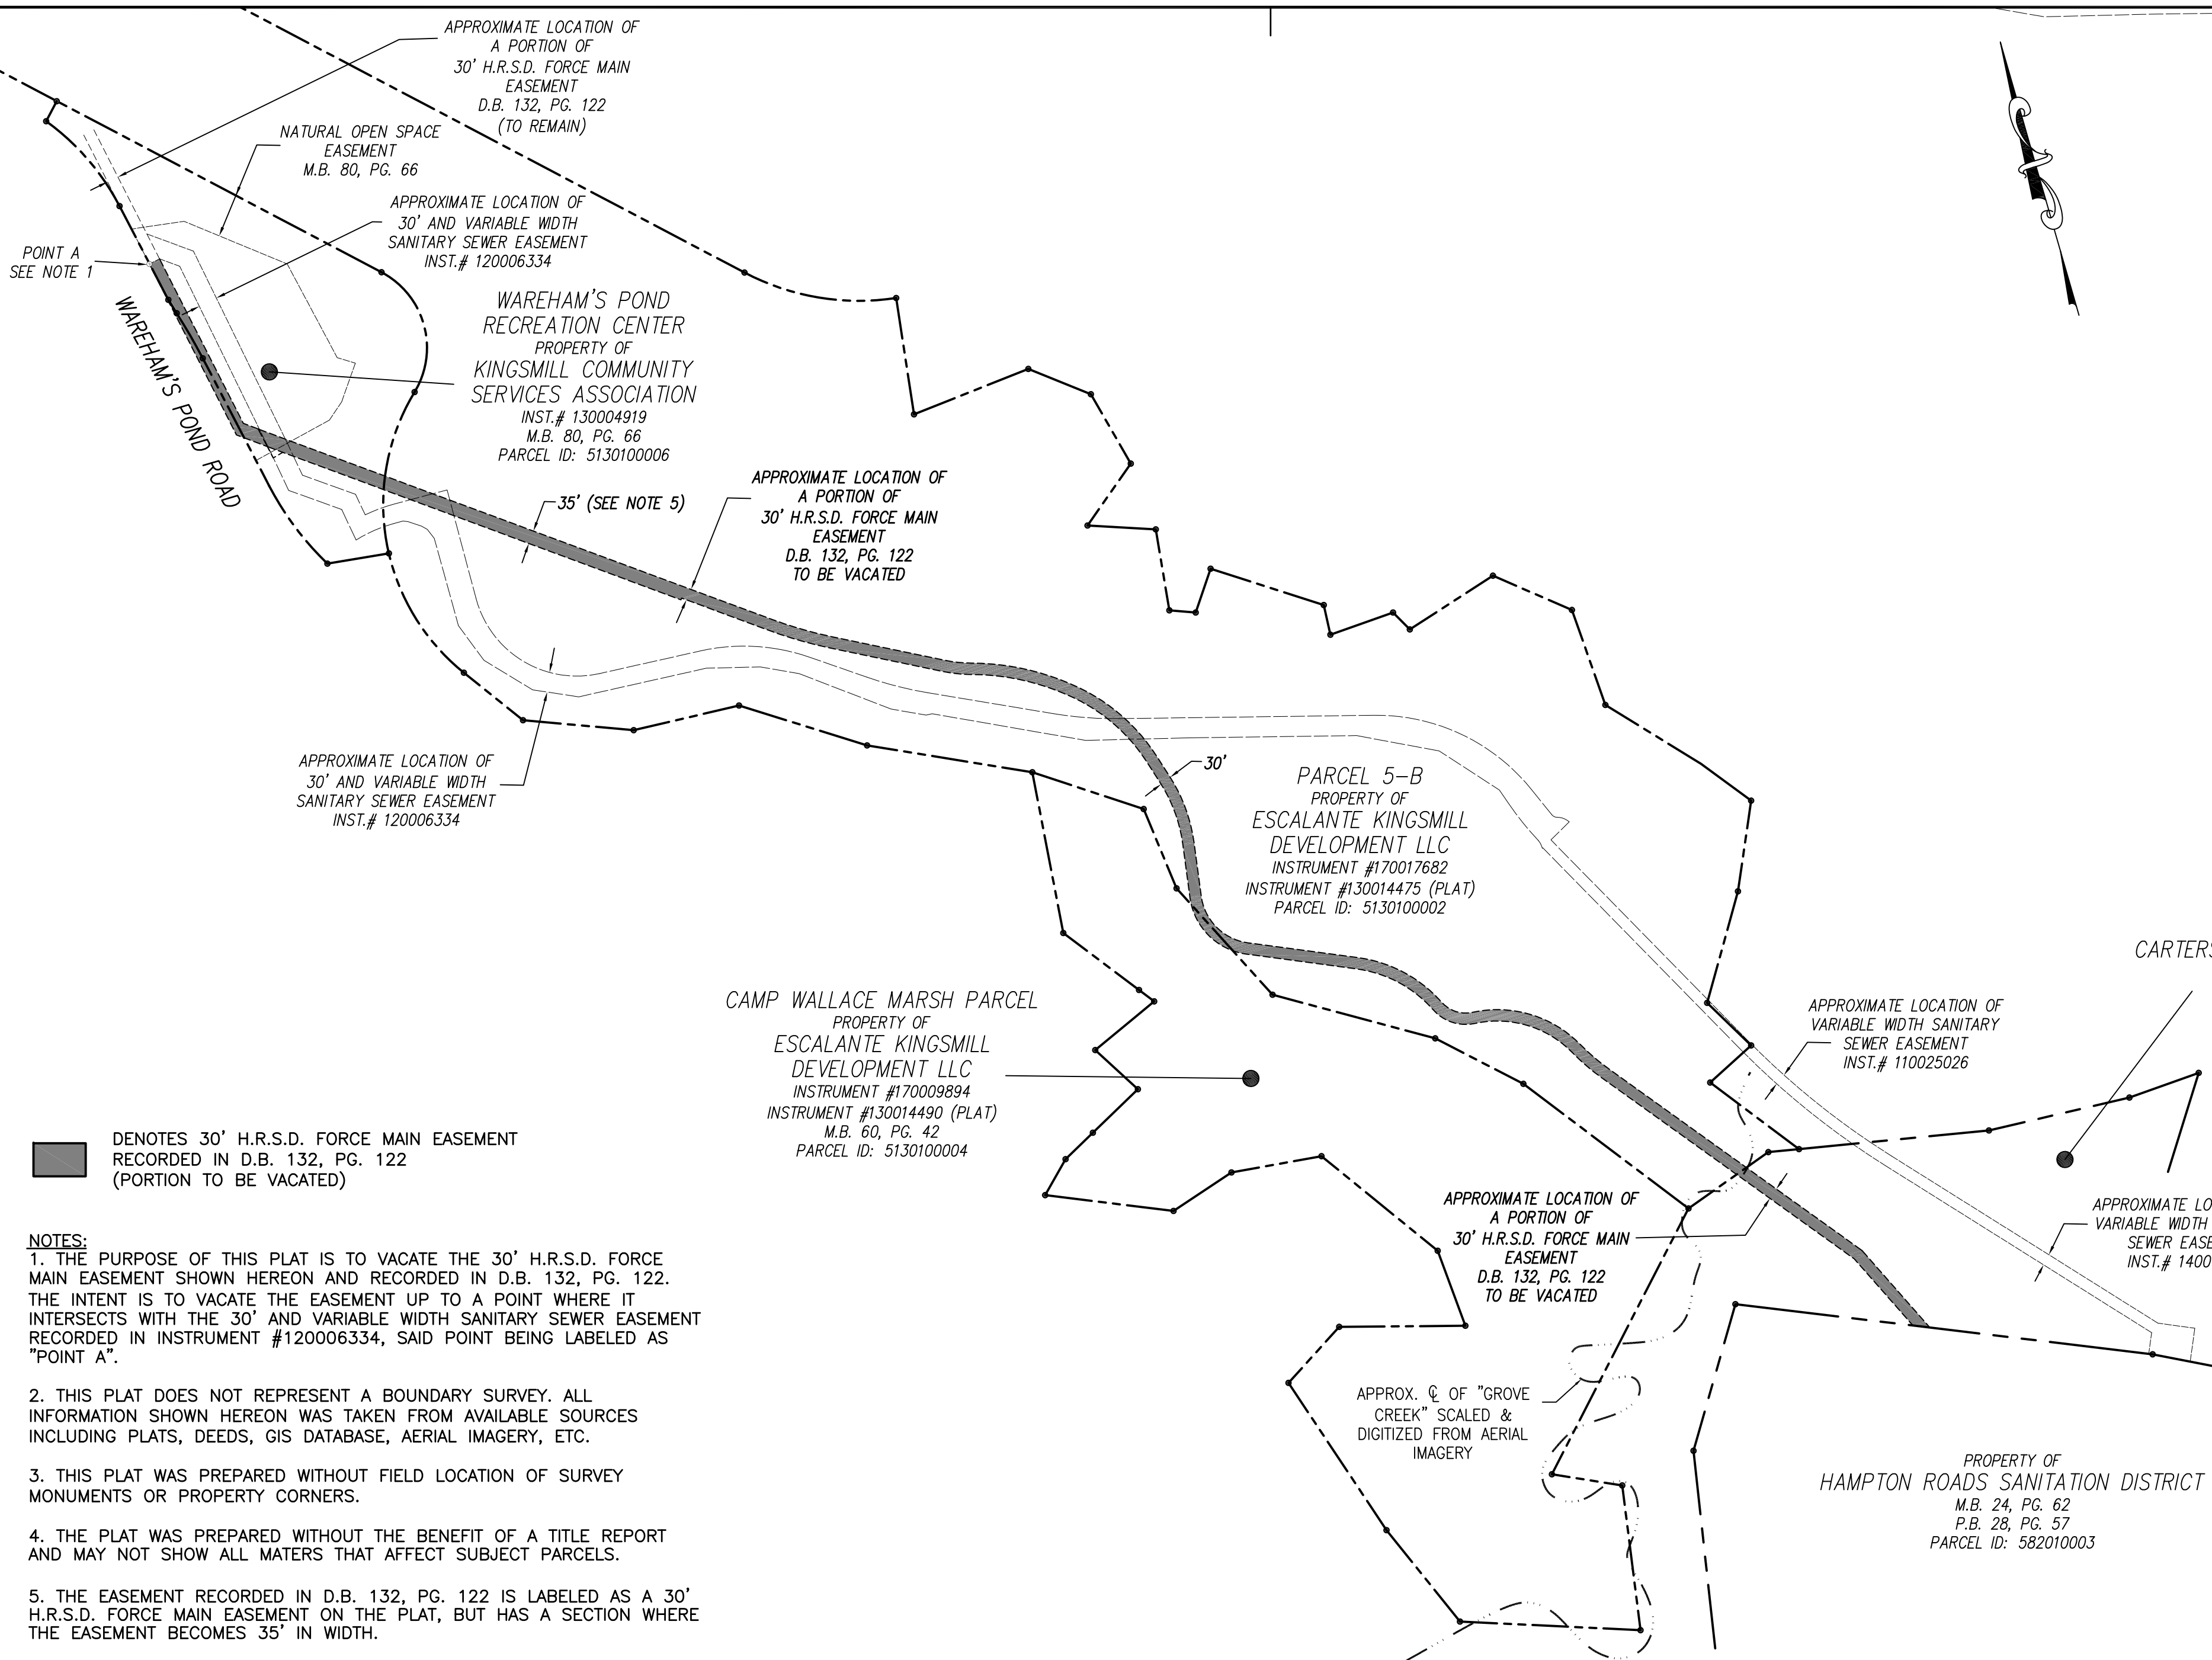 APPROXIMATE LOCATION OF
A PORTION OF
30' H.R.S.D. FORCE MAIN
EASEMENT
D.B. 132, PG. 122
(TO REMAIN)
NATURAL OPEN SPACE
EASEMENT
M.B. 80, PG. 66
APPROXIMATE LOCATION OF
30' AND VARIABLE WIDTH
SANITARY SEWER EASEMENT
INST.# 120006334
POINT A
SEE NOTE 1
WAREHAM'S POND ROAD
WAREHAM'S POND
RECREATION CENTER
PROPERTY OF
KINGSMILL COMMUNITY
SERVICES ASSOCIATION
INST.# 130004919
M.B. 80, PG. 66
PARCEL ID: 5130100006
35' (SEE NOTE 5)
APPROXIMATE LOCATION OF
A PORTION OF
30' H.R.S.D. FORCE MAIN
EASEMENT
D.B. 132, PG. 122
TO BE VACATED
APPROXIMATE LOCATION OF
30' AND VARIABLE WIDTH
SANITARY SEWER EASEMENT
INST.# 120006334
30'
PARCEL 5-B
PROPERTY OF
ESCALANTE KINGSMILL
DEVELOPMENT LLC
INSTRUMENT #170017682
INSTRUMENT #130014475 (PLAT)
PARCEL ID: 5130100002
CARTERS
CAMP WALLACE MARSH PARCEL
PROPERTY OF
ESCALANTE KINGSMILL
DEVELOPMENT LLC
INSTRUMENT #170009894
INSTRUMENT #130014490 (PLAT)
M.B. 60, PG. 42
PARCEL ID: 5130100004
APPROXIMATE LOCATION OF
VARIABLE WIDTH SANITARY
SEWER EASEMENT
INST.# 110025026
APPROXIMATE LO
VARIABLE WIDTH
SEWER EASE
INST.# 1400
APPROXIMATE LOCATION OF
A PORTION OF
30' H.R.S.D. FORCE MAIN
EASEMENT
D.B. 132, PG. 122
TO BE VACATED
APPROX. ℄ OF "GROVE
CREEK" SCALED &
DIGITIZED FROM AERIAL
IMAGERY
PROPERTY OF
HAMPTON ROADS SANITATION DISTRICT
M.B. 24, PG. 62
P.B. 28, PG. 57
PARCEL ID: 582010003
DENOTES 30' H.R.S.D. FORCE MAIN EASEMENT
RECORDED IN D.B. 132, PG. 122
(PORTION TO BE VACATED)
NOTES:
1. THE PURPOSE OF THIS PLAT IS TO VACATE THE 30' H.R.S.D. FORCE
MAIN EASEMENT SHOWN HEREON AND RECORDED IN D.B. 132, PG. 122.
THE INTENT IS TO VACATE THE EASEMENT UP TO A POINT WHERE IT
INTERSECTS WITH THE 30' AND VARIABLE WIDTH SANITARY SEWER EASEMENT
RECORDED IN INSTRUMENT #120006334, SAID POINT BEING LABELED AS
"POINT A".
2. THIS PLAT DOES NOT REPRESENT A BOUNDARY SURVEY. ALL
INFORMATION SHOWN HEREON WAS TAKEN FROM AVAILABLE SOURCES
INCLUDING PLATS, DEEDS, GIS DATABASE, AERIAL IMAGERY, ETC.
3. THIS PLAT WAS PREPARED WITHOUT FIELD LOCATION OF SURVEY
MONUMENTS OR PROPERTY CORNERS.
4. THE PLAT WAS PREPARED WITHOUT THE BENEFIT OF A TITLE REPORT
AND MAY NOT SHOW ALL MATERS THAT AFFECT SUBJECT PARCELS.
5. THE EASEMENT RECORDED IN D.B. 132, PG. 122 IS LABELED AS A 30'
H.R.S.D. FORCE MAIN EASEMENT ON THE PLAT, BUT HAS A SECTION WHERE
THE EASEMENT BECOMES 35' IN WIDTH.